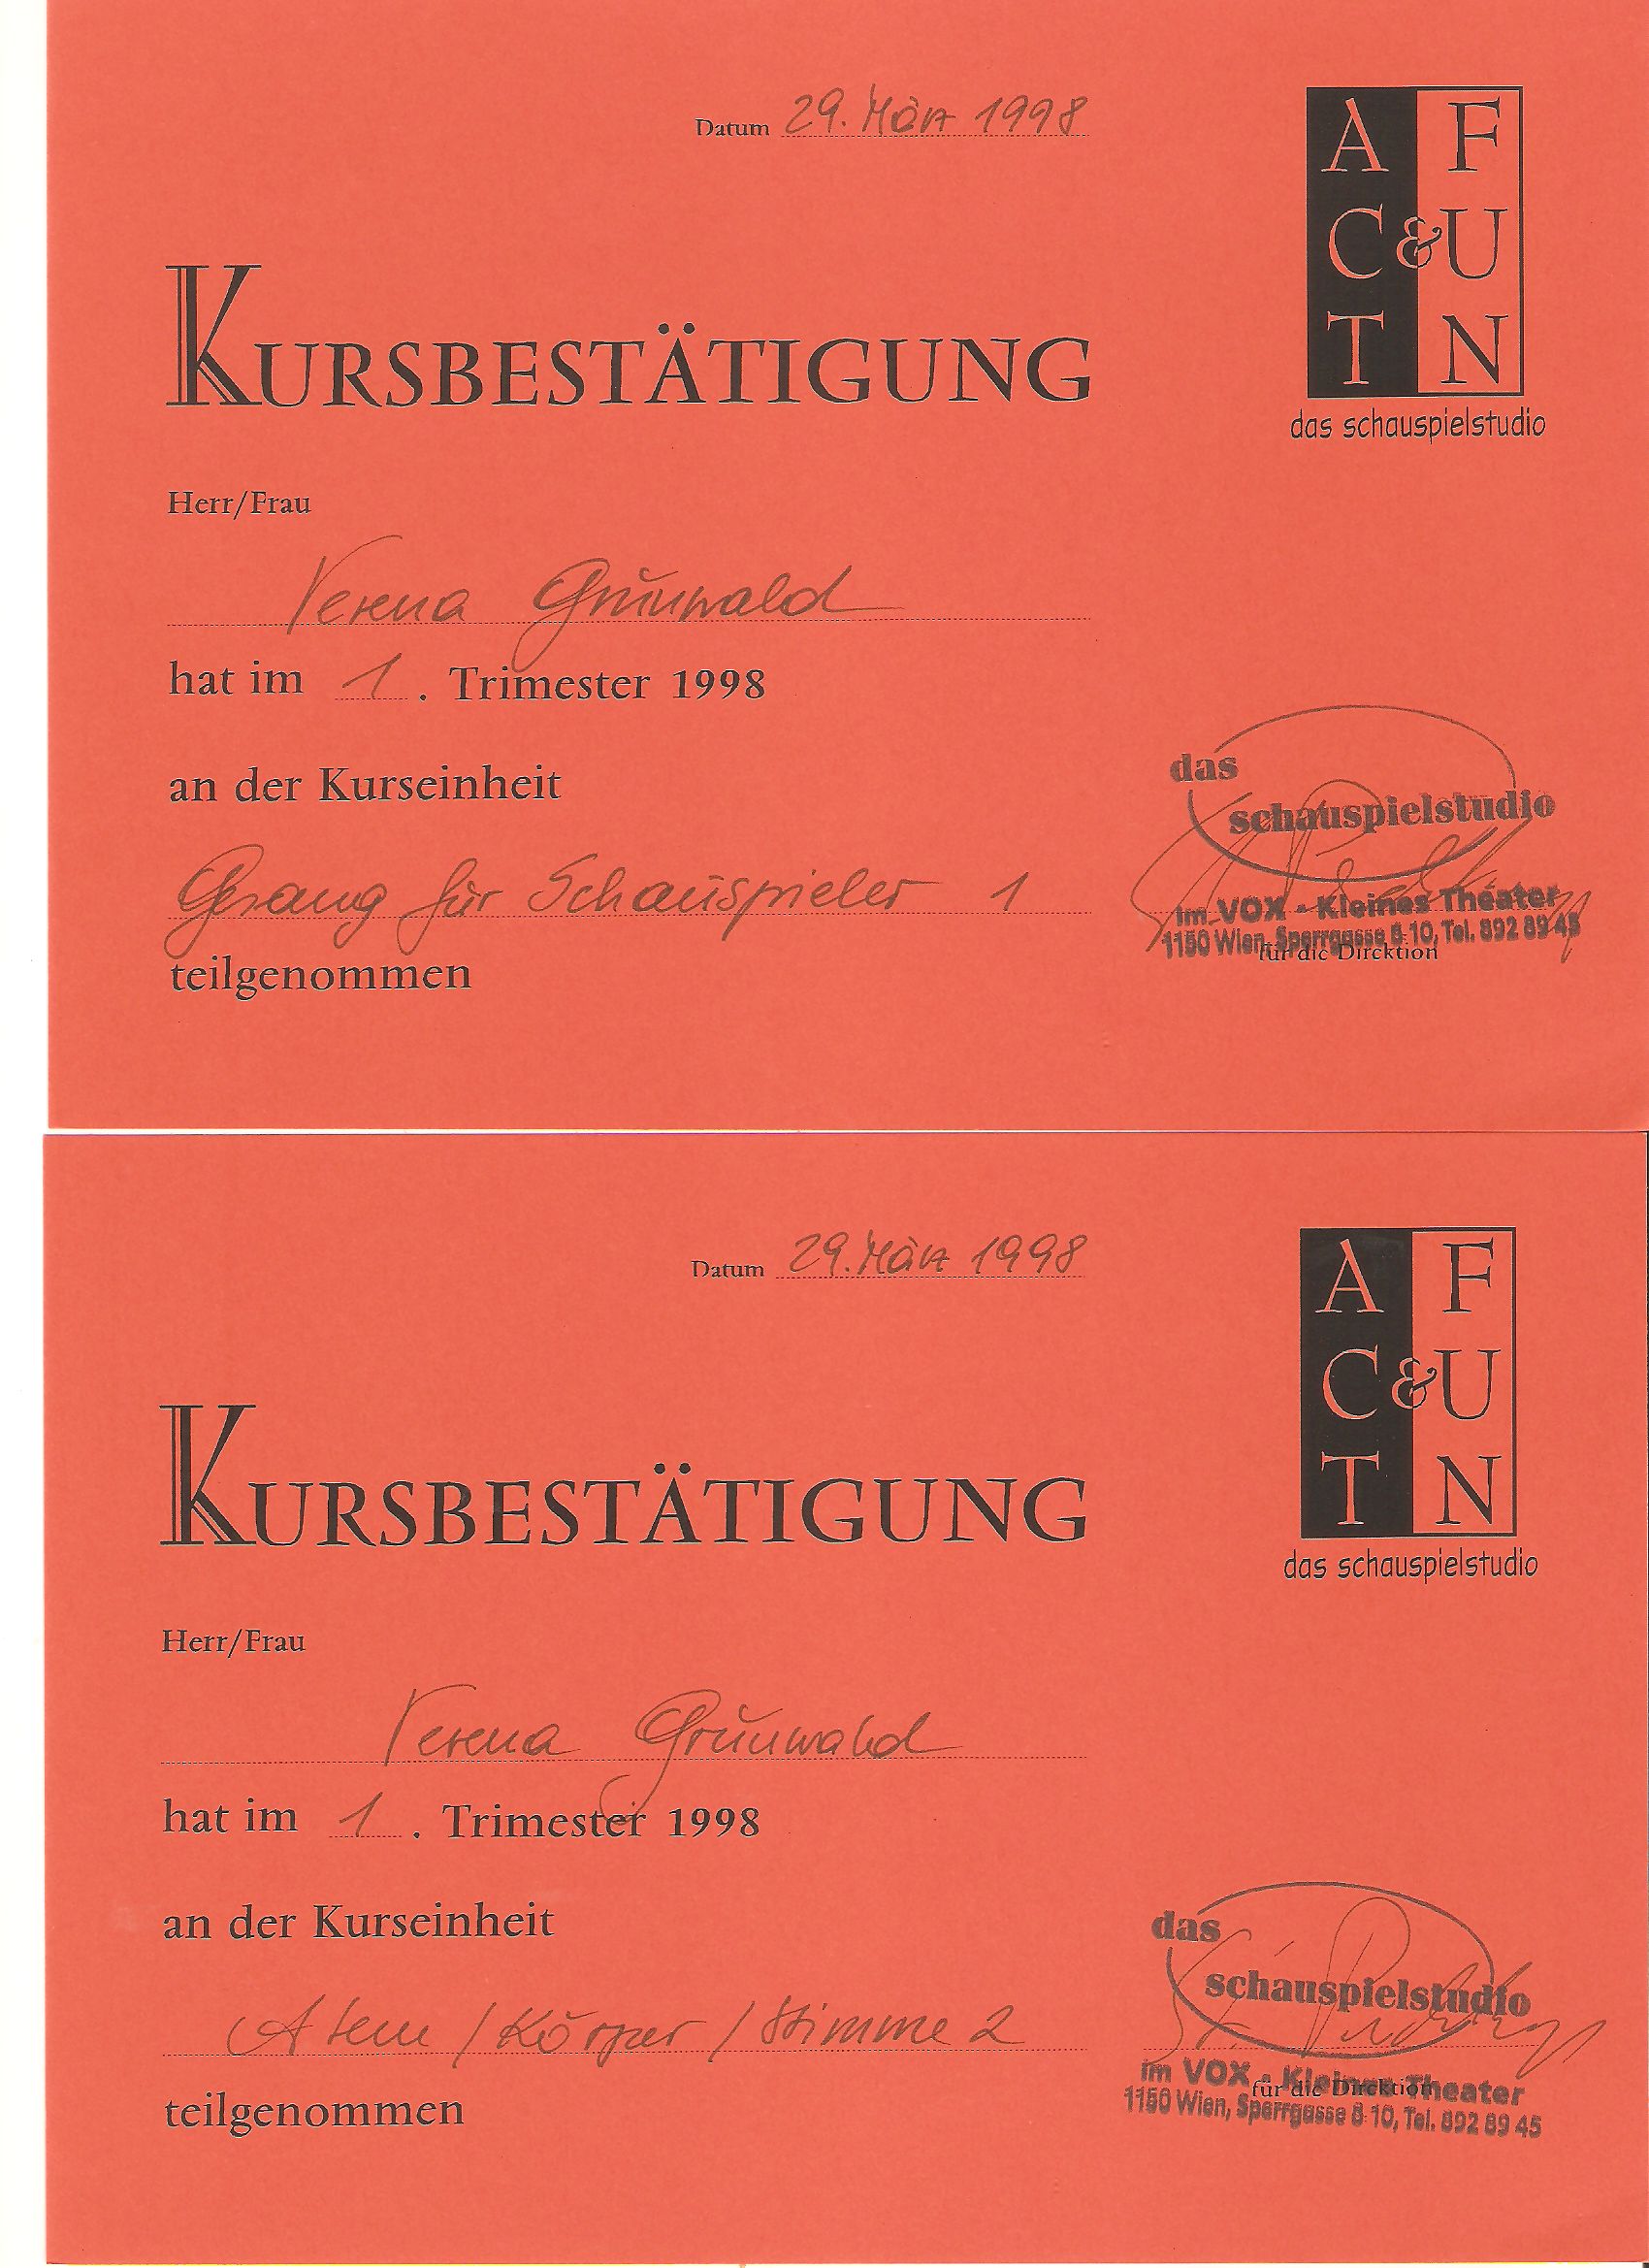 Datum 29. März 1998
A F
C & U
T N
das schauspielstudio
KURSBESTÄTIGUNG
Herr/Frau
Verena Grünwald
hat im 1. Trimester 1998
an der Kurseinheit
Gesang für Schauspieler 1
teilgenommen
das
schauspielstudio
im VOX - Kleines Theater
1150 Wien, Sperrgasse 8-10, Tel. 892 89 45
für die Direktion
Datum 29. März 1998
A F
C & U
T N
das schauspielstudio
KURSBESTÄTIGUNG
Herr/Frau
Verena Grünwald
hat im 1. Trimester 1998
an der Kurseinheit
Atem / Körper / Stimme 2
teilgenommen
das
schauspielstudio
im VOX - Kleines Theater
für die Direktion
1150 Wien, Sperrgasse 8-10, Tel. 892 89 45